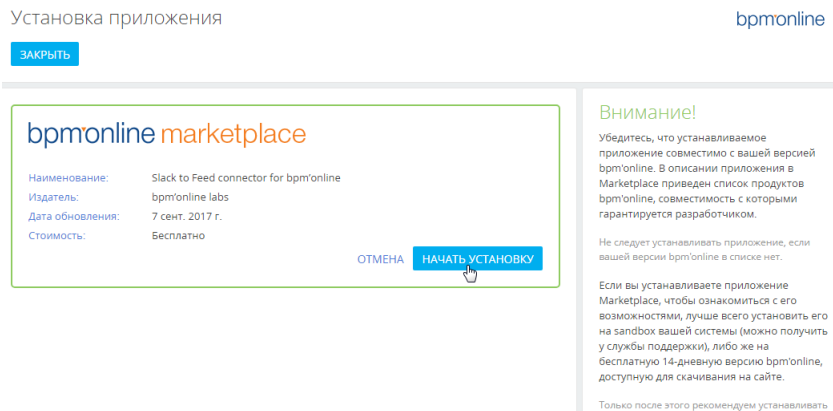 Установка приложения
bpm'online
ЗАКРЫТЬ
bpm'online marketplace
Наименование: Slack to Feed connector for bpm'online
Издатель: bpm'online labs
Дата обновления: 7 сент. 2017 г.
Стоимость: Бесплатно
ОТМЕНА НАЧАТЬ УСТАНОВКУ
Внимание!
Убедитесь, что устанавливаемое
приложение совместимо с вашей версией
bpm'online. В описании приложения в
Marketplace приведен список продуктов
bpm'online, совместимость с которыми
гарантируется разработчиком.
Не следует устанавливать приложение, если
вашей версии bpm'online в списке нет.
Если вы устанавливаете приложение
Marketplace, чтобы ознакомиться с его
возможностями, лучше всего установить его
на sandbox вашей системы (можно получить
у службы поддержки), либо же на
бесплатную 14-дневную версию bpm'online,
доступную для скачивания на сайте.
Только после этого рекомендуем устанавливать